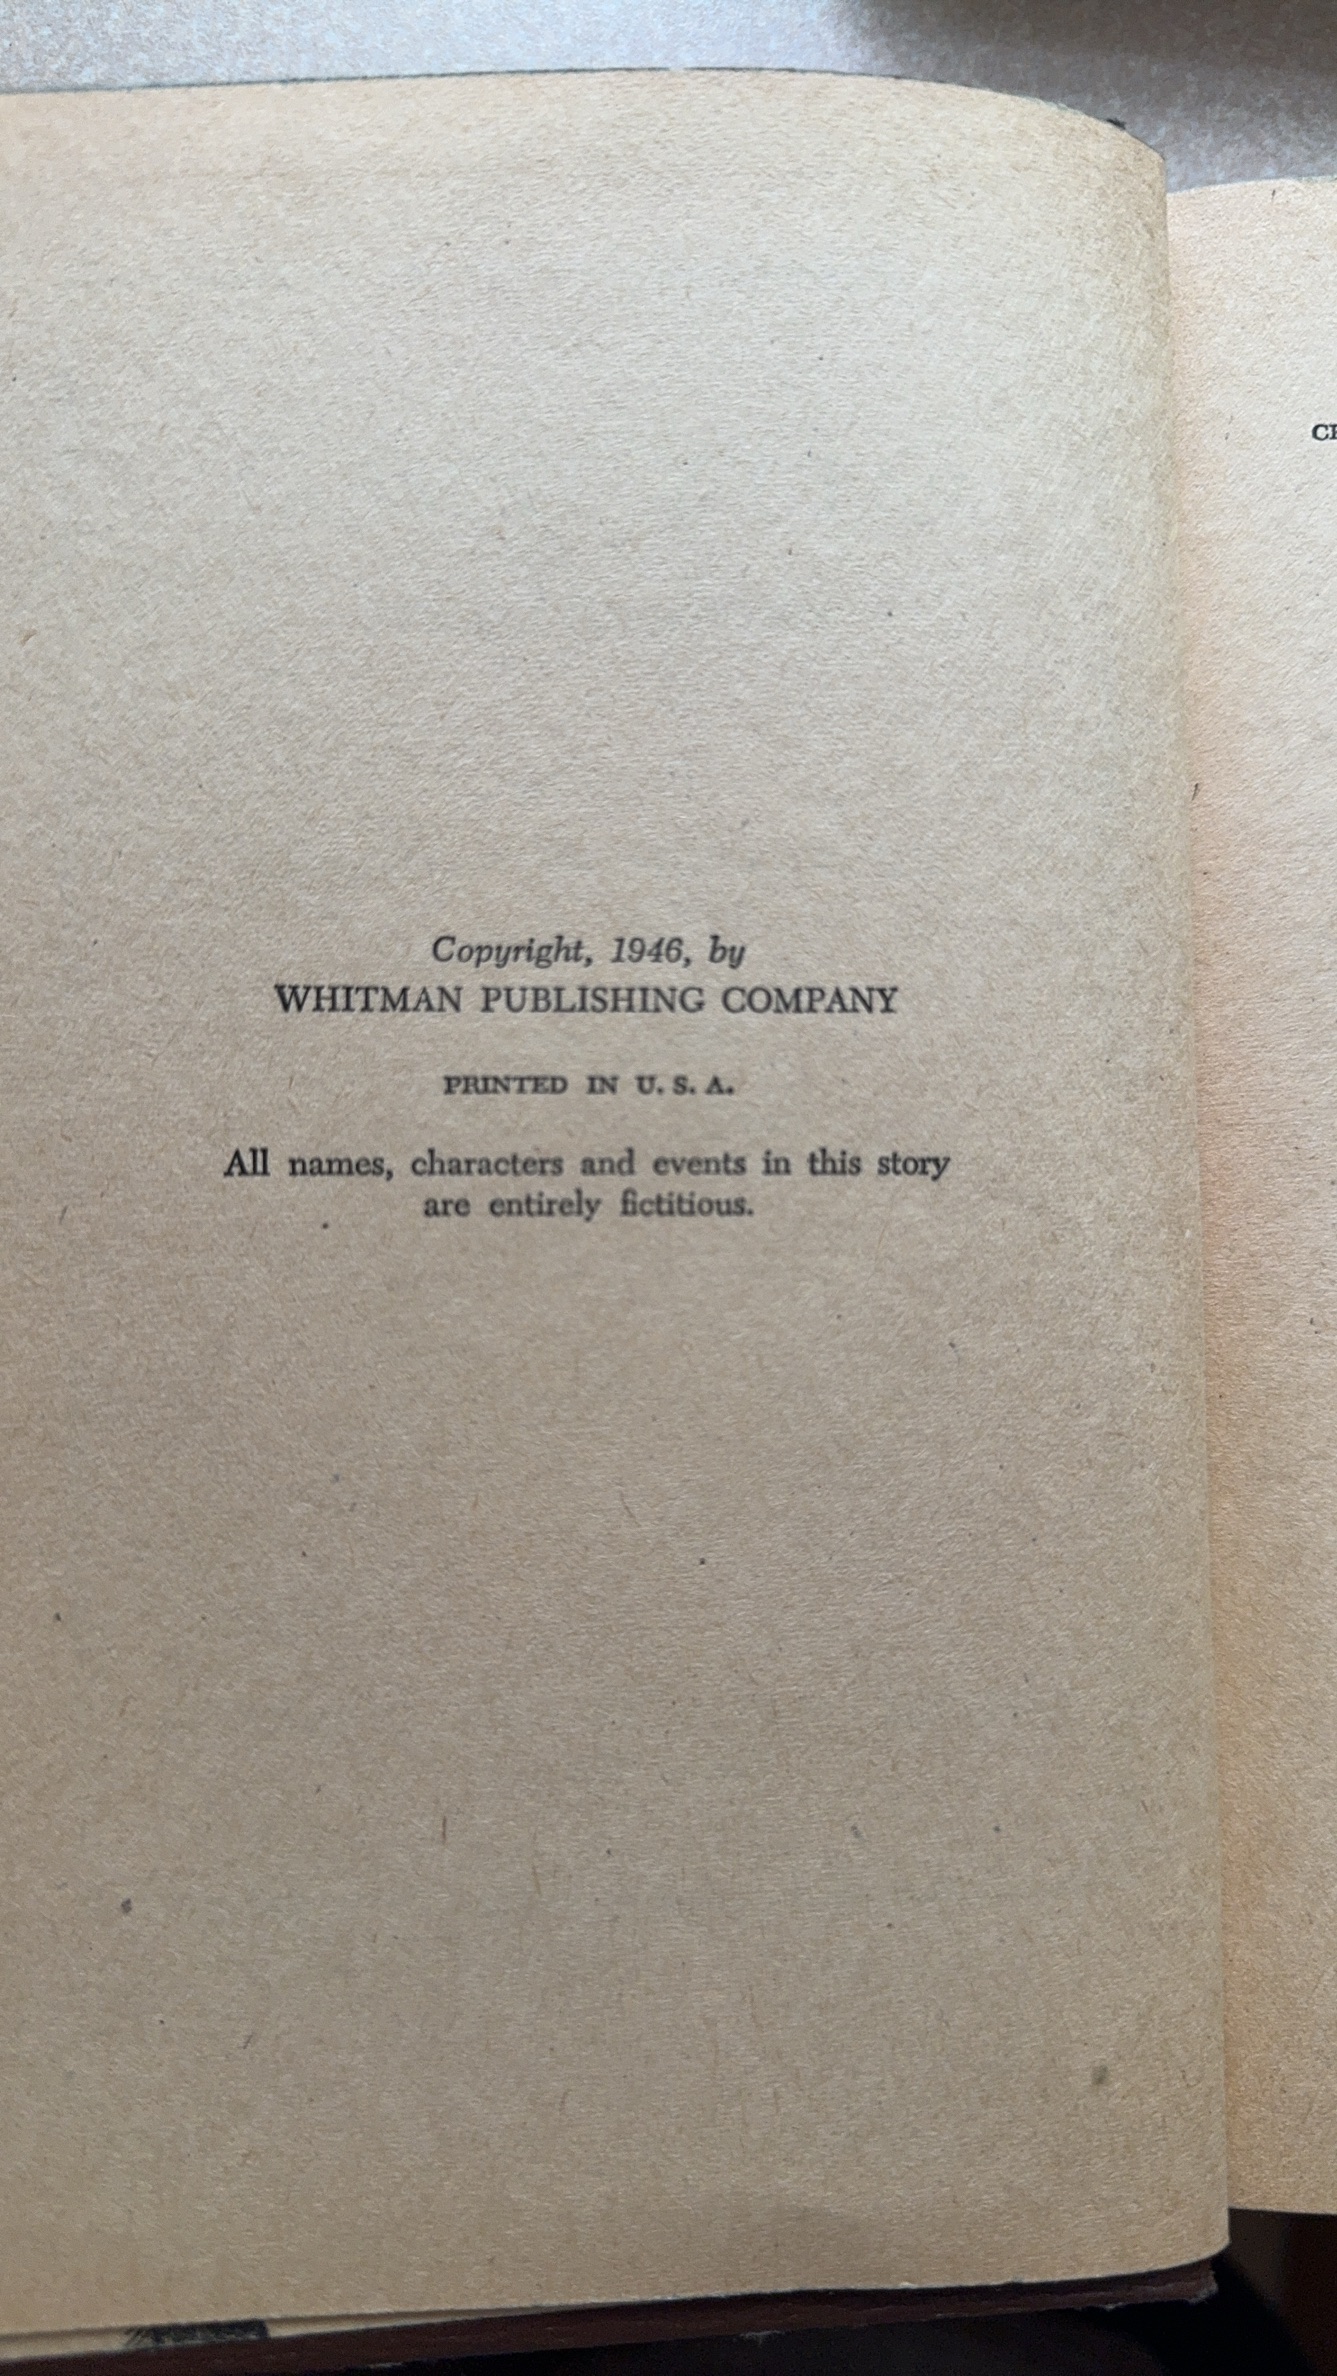 Copyright, 1946, by
WHITMAN PUBLISHING COMPANY
PRINTED IN U. S. A.
All names, characters and events in this story
are entirely fictitious.